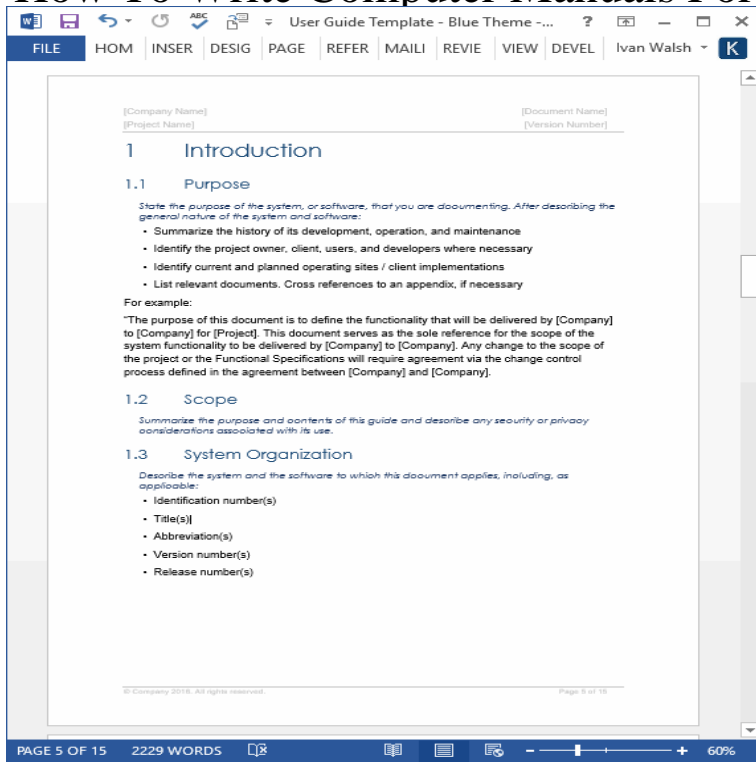 How To Write Computer Manuals For
W ABC User Guide Template - Blue Theme -... ?
FILE HOM INSER DESIG PAGE REFER MAILI REVIE VIEW DEVEL Ivan Walsh K
[Company Name] [Document Name]
[Project Name] [Version Number]
1 Introduction
1.1 Purpose
State the purpose of the system, or software, that you are documenting. After describing the
general nature of the system and software:
• Summarize the history of its development, operation, and maintenance
• Identify the project owner, client, users, and developers where necessary
• Identify current and planned operating sites / client implementations
• List relevant documents. Cross references to an appendix, if necessary
For example:
"The purpose of this document is to define the functionality that will be delivered by [Company]
to [Company] for [Project]. This document serves as the sole reference for the scope of the
system functionality to be delivered by [Company] to [Company]. Any change to the scope of
the project or the Functional Specifications will require agreement via the change control
process defined in the agreement between [Company] and [Company].
1.2 Scope
Summarize the purpose and contents of this guide and describe any security or privacy
considerations associated with its use.
1.3 System Organization
Describe the system and the software to which this document applies, including, as
applicable:
• Identification number(s)
• Title(s)
• Abbreviation(s)
• Version number(s)
• Release number(s)
© Company 2016. All rights reserved. Page 5 of 15
PAGE 5 OF 15 2229 WORDS 60%